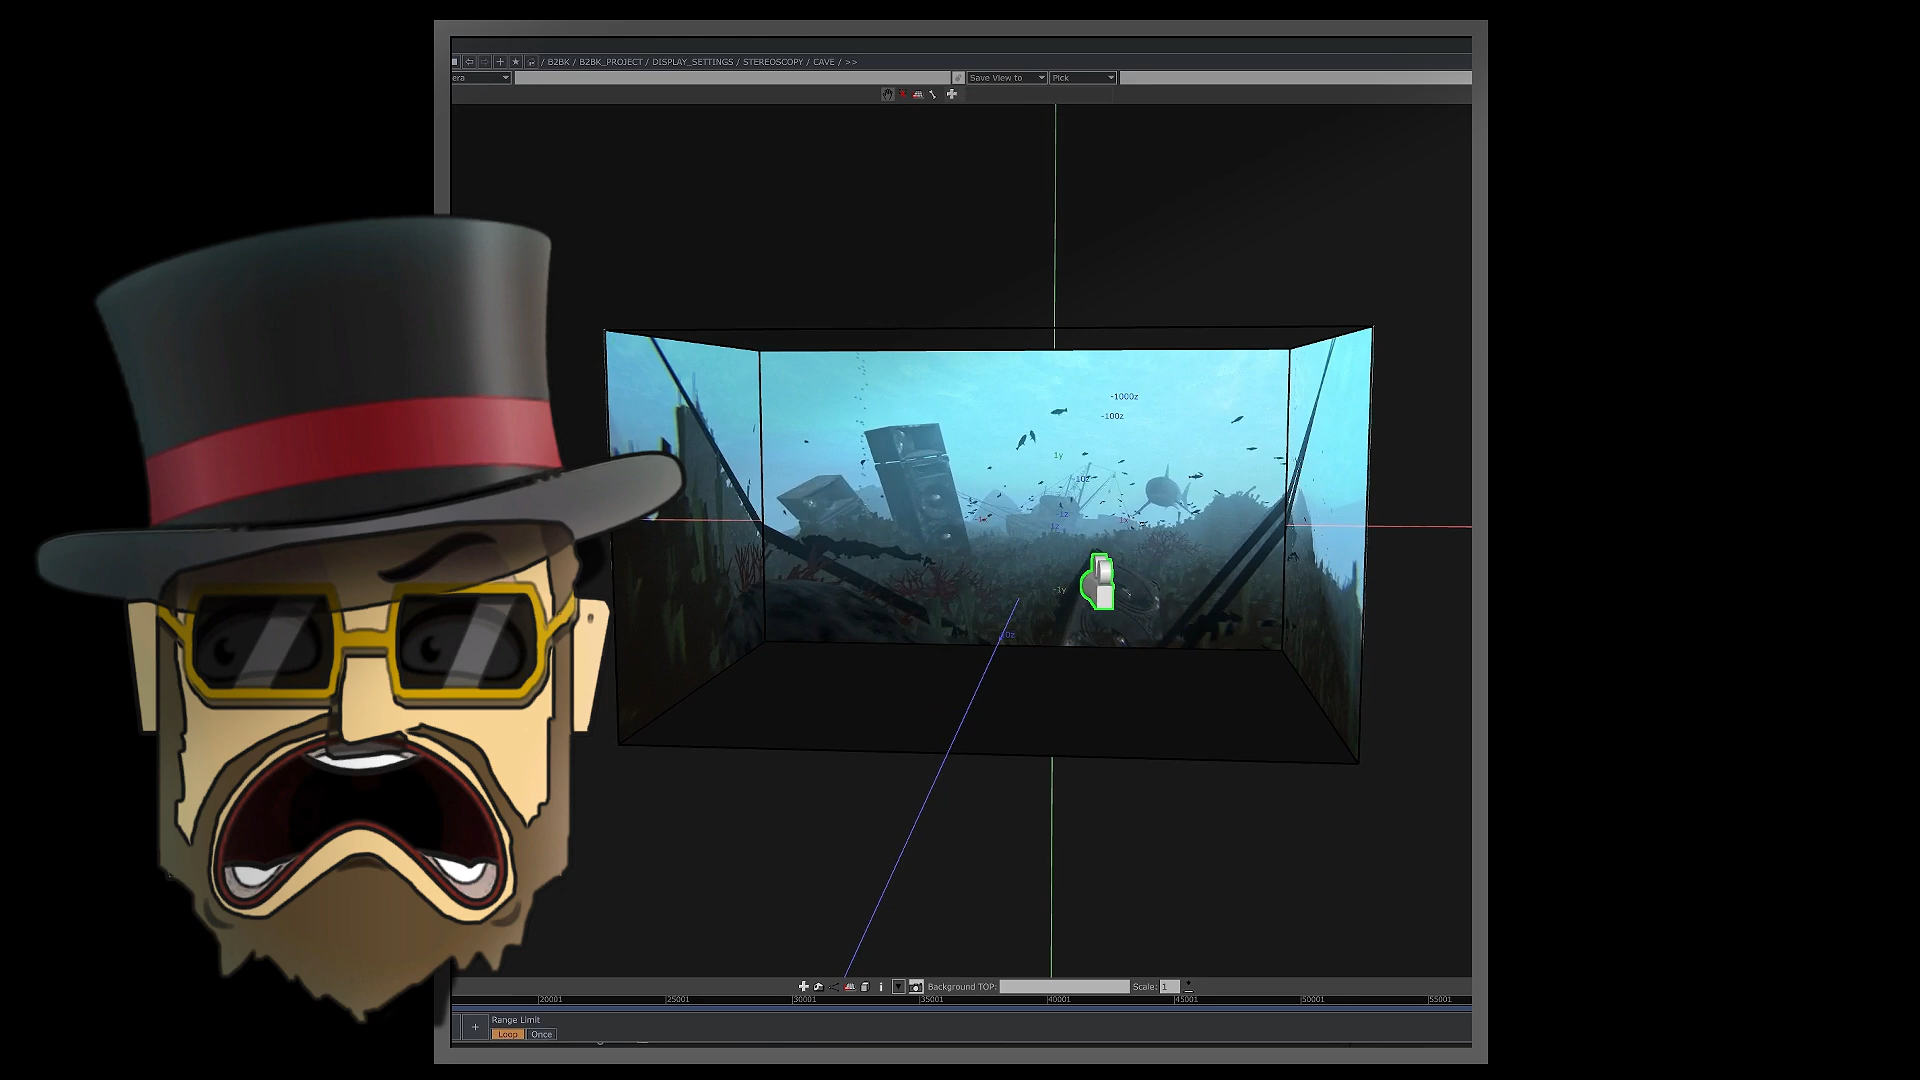 / B2BK / B2BK_PROJECT / DISPLAY_SETTINGS / STEREOSCOPY / CAVE / >>
era Save View to Pick
-1000z
-100z
1y
-10z
-1z
1x
1z
-1y
10z
Background TOP: Scale: 1
20001 25001 30001 35001 40001 45001 50001 55001
Range Limit
Loop Once